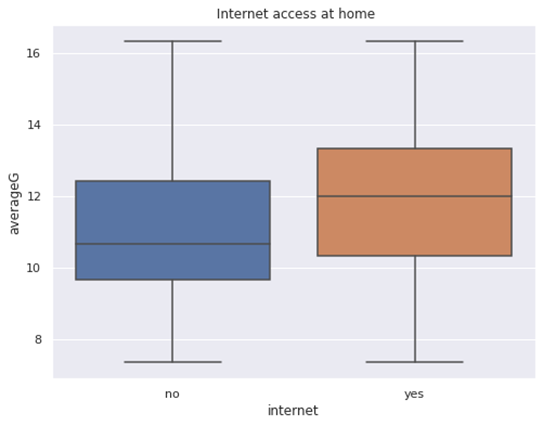 Internet access at home
16
14
12
10
8
averageG
no yes
internet